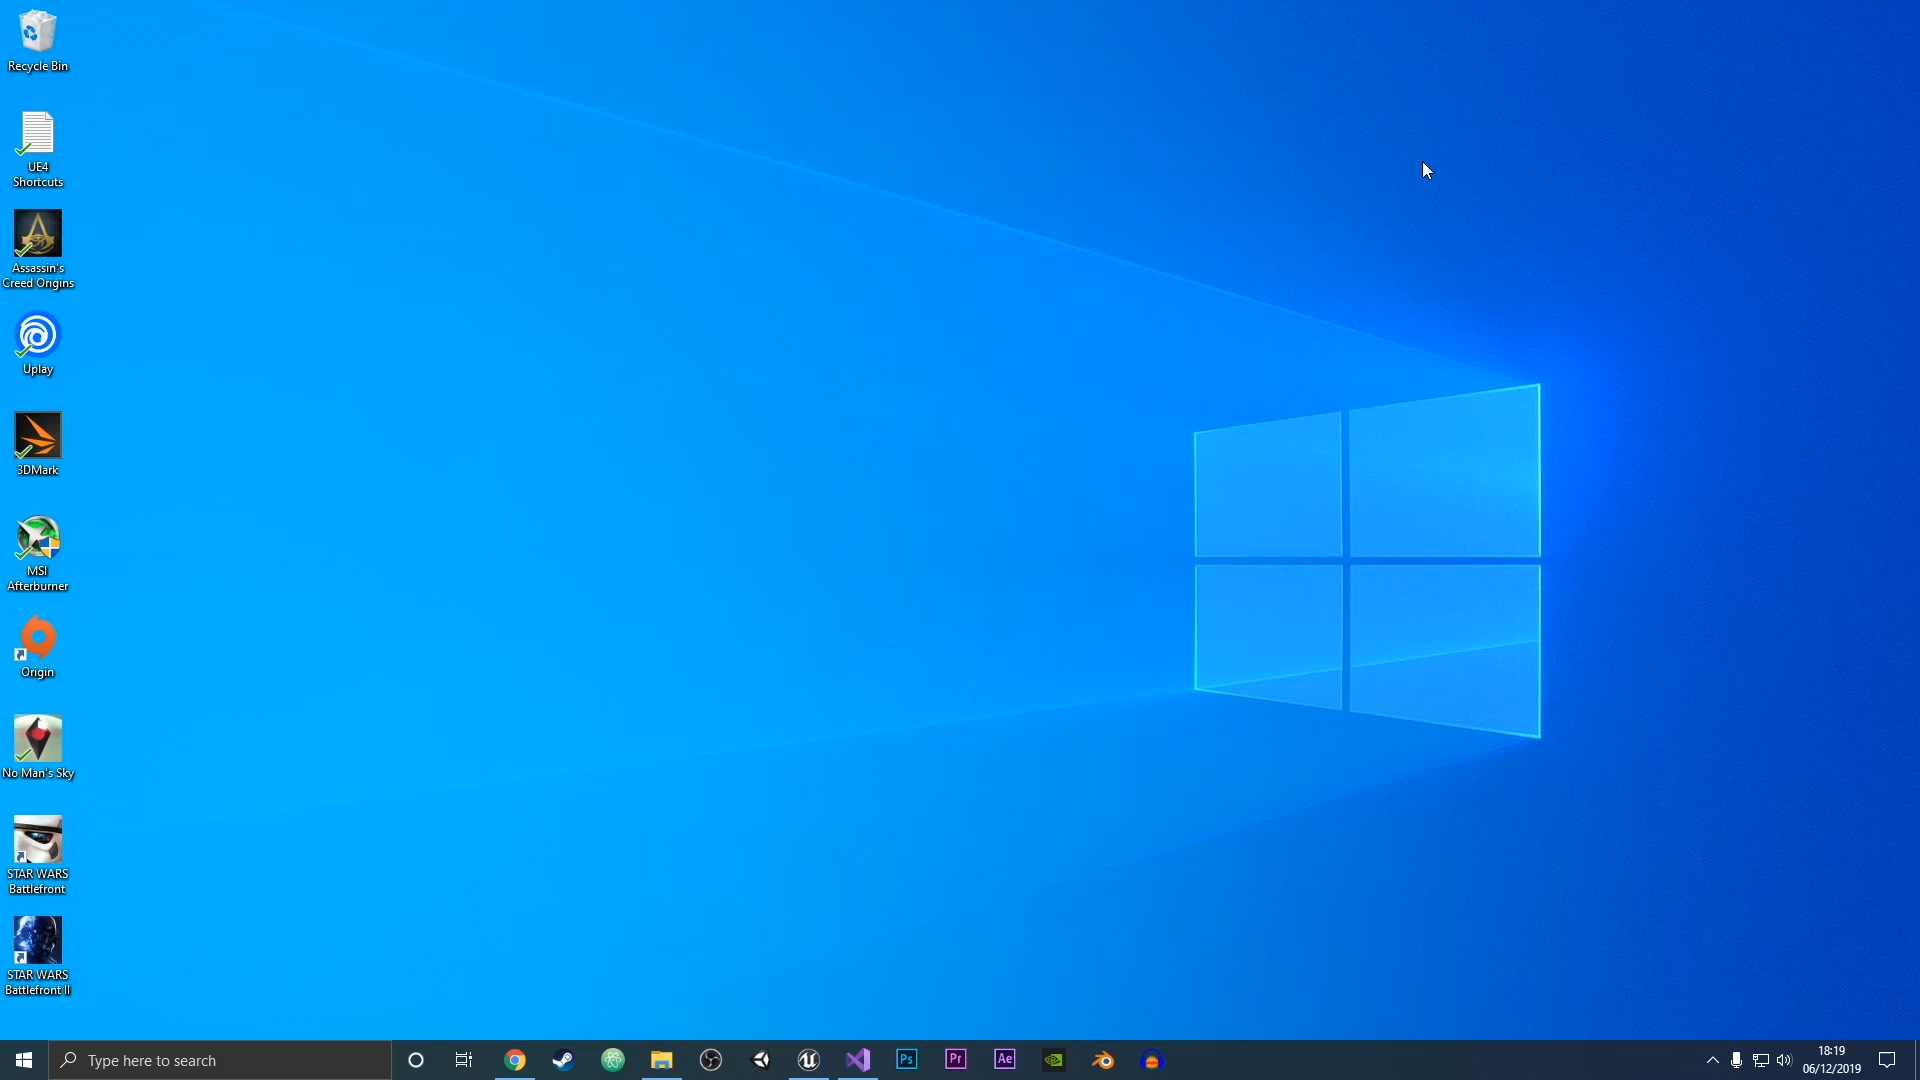 Recycle Bin
UE4
Shortcuts
Assassin's
Creed Origins
Uplay
3DMark
MSI
Afterburner
Origin
No Man's Sky
STAR WARS
Battlefront
STAR WARS
Battlefront II
Type here to search
Ps
Pr
Ae
18:19
06/12/2019